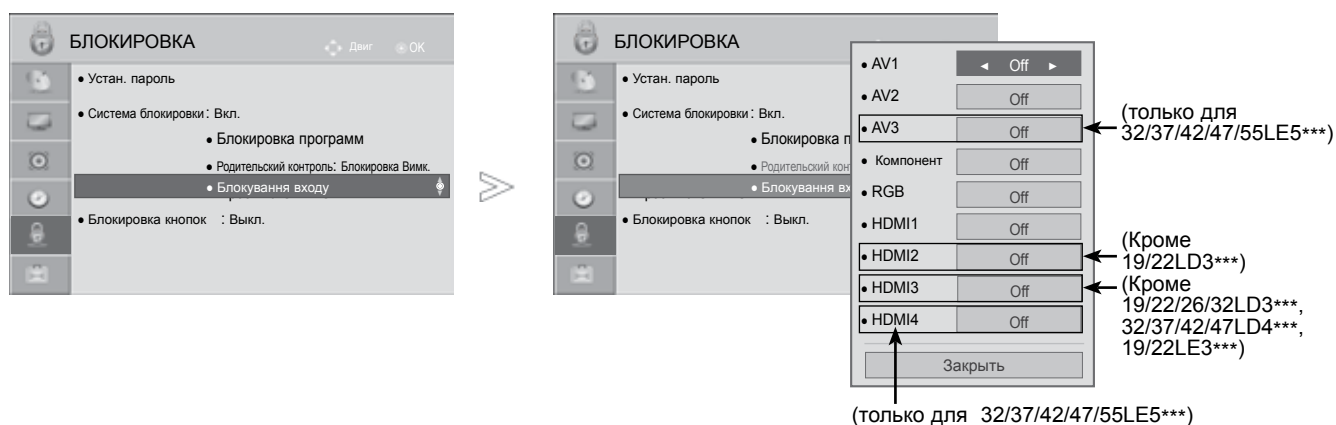 БЛОКИРОВКА
Двиг
OK
• Устан. пароль
• Система блокировки : Вкл.
• Блокировка программ
• Родительский контроль: Блокировка Вимк.
• Блокування входу
• Блокировка кнопок : Выкл.
БЛОКИРОВКА
• Устан. пароль
• Система блокировки : Вкл.
• Блокировка п
• Родительский кон
• Блокування вх
• Блокировка кнопок : Выкл.
• AV1 ◄ Off ►
• AV2 Off
• AV3 Off
• Компонент Off
• RGB Off
• HDMI1 Off
• HDMI2 Off
• HDMI3 Off
• HDMI4 Off
Закрыть
(только для
32/37/42/47/55LE5***)
(Кроме
19/22LD3***)
(Кроме
19/22/26/32LD3***,
32/37/42/47LD4***,
19/22LE3***)
(только для 32/37/42/47/55LE5***)